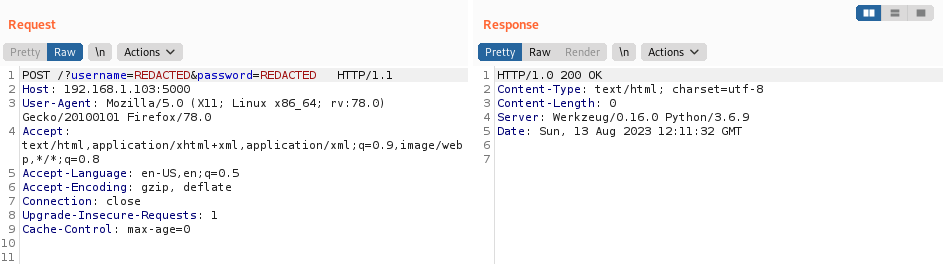 Request
Pretty Raw \n Actions
1 POST /?username=REDACTED&password=REDACTED HTTP/1.1
2 Host: 192.168.1.103:5000
3 User-Agent: Mozilla/5.0 (X11; Linux x86_64; rv:78.0)
Gecko/20100101 Firefox/78.0
4 Accept:
text/html,application/xhtml+xml,application/xml;q=0.9,image/web
p,*/*;q=0.8
5 Accept-Language: en-US,en;q=0.5
6 Accept-Encoding: gzip, deflate
7 Connection: close
8 Upgrade-Insecure-Requests: 1
9 Cache-Control: max-age=0
10
11
Response
Pretty Raw Render \n Actions
1 HTTP/1.0 200 OK
2 Content-Type: text/html; charset=utf-8
3 Content-Length: 0
4 Server: Werkzeug/0.16.0 Python/3.6.9
5 Date: Sun, 13 Aug 2023 12:11:32 GMT
6
7